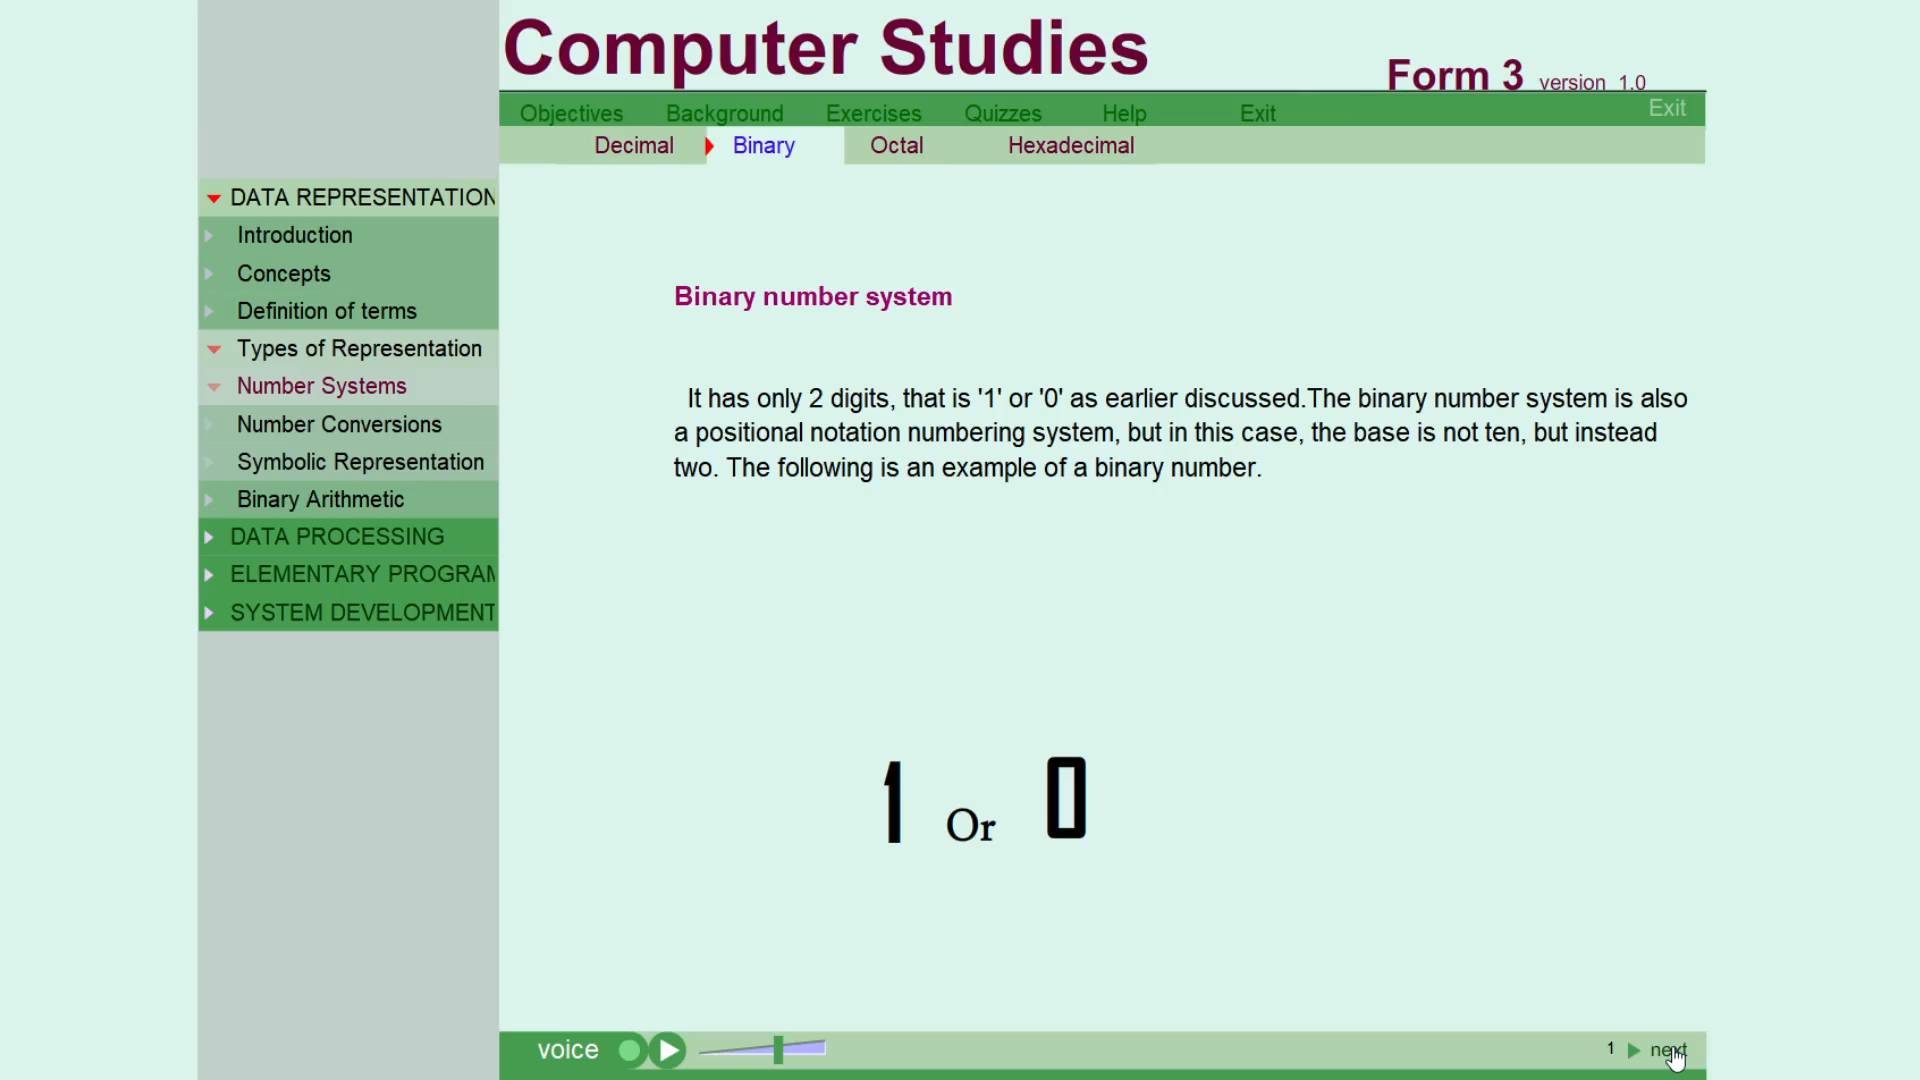 Computer Studies
Form 3 version 1.0
Objectives Background Exercises Quizzes Help Exit Exit
Decimal Binary Octal Hexadecimal
DATA REPRESENTATION
Introduction
Concepts
Definition of terms
Types of Representation
Number Systems
Number Conversions
Symbolic Representation
Binary Arithmetic
DATA PROCESSING
ELEMENTARY PROGRAM
SYSTEM DEVELOPMENT
Binary number system
It has only 2 digits, that is '1' or '0' as earlier discussed.The binary number system is also
a positional notation numbering system, but in this case, the base is not ten, but instead
two. The following is an example of a binary number.
1 Or 0
voice
1 next